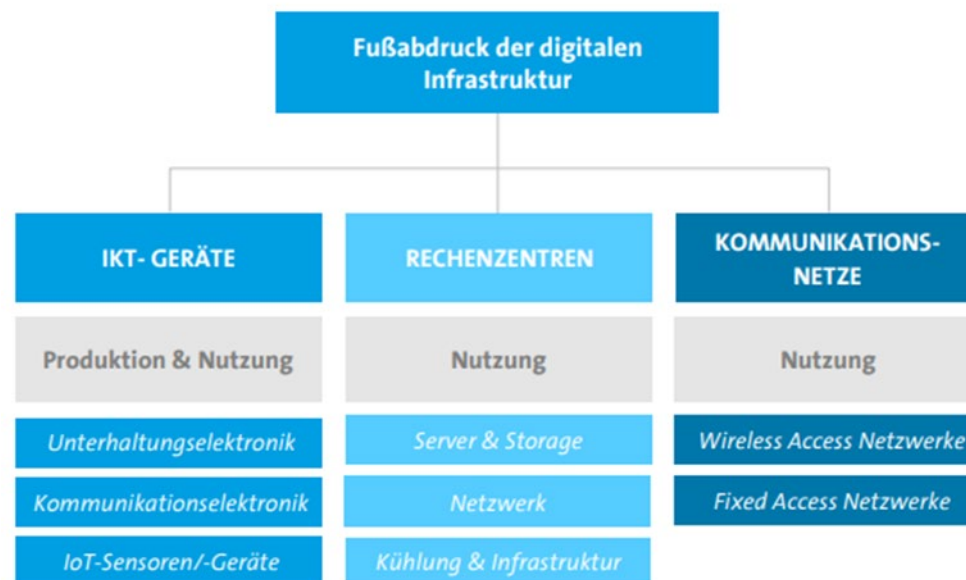 Fußabdruck der digitalen
Infrastruktur
IKT- GERÄTE
Produktion & Nutzung
Unterhaltungselektronik
Kommunikationselektronik
IoT-Sensoren/-Geräte
RECHENZENTREN
Nutzung
Server & Storage
Netzwerk
Kühlung & Infrastruktur
KOMMUNIKATIONS-
NETZE
Nutzung
Wireless Access Netzwerke
Fixed Access Netzwerke